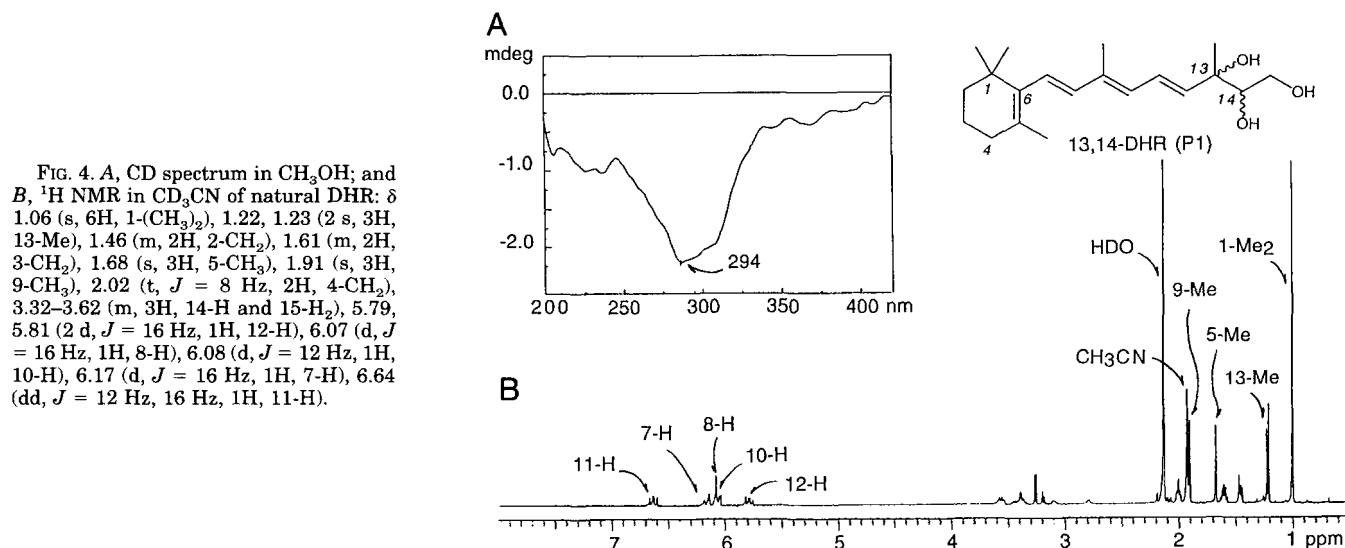 FIG. 4. A, CD spectrum in CH₃OH; and
B, ¹H NMR in CD₃CN of natural DHR: δ
1.06 (s, 6H, 1-(CH₃)₂), 1.22, 1.23 (2 s, 3H,
13-Me), 1.46 (m, 2H, 2-CH₂), 1.61 (m, 2H,
3-CH₂), 1.68 (s, 3H, 5-CH₃), 1.91 (s, 3H,
9-CH₃), 2.02 (t, J = 8 Hz, 2H, 4-CH₂),
3.32–3.62 (m, 3H, 14-H and 15-H₂), 5.79,
5.81 (2 d, J = 16 Hz, 1H, 12-H), 6.07 (d, J
= 16 Hz, 1H, 8-H), 6.08 (d, J = 12 Hz, 1H,
10-H), 6.17 (d, J = 16 Hz, 1H, 7-H), 6.64
(dd, J = 12 Hz, 16 Hz, 1H, 11-H).
A
mdeg
0.0
-1.0
-2.0
294
200 250 300 350 400 nm
1
6
4
13
14
OH
OH
OH
13,14-DHR (P1)
B
11-H
7-H
8-H
10-H
12-H
HDO
CH3CN
9-Me
5-Me
13-Me
1-Me2
7 6 5 4 3 2 1 ppm